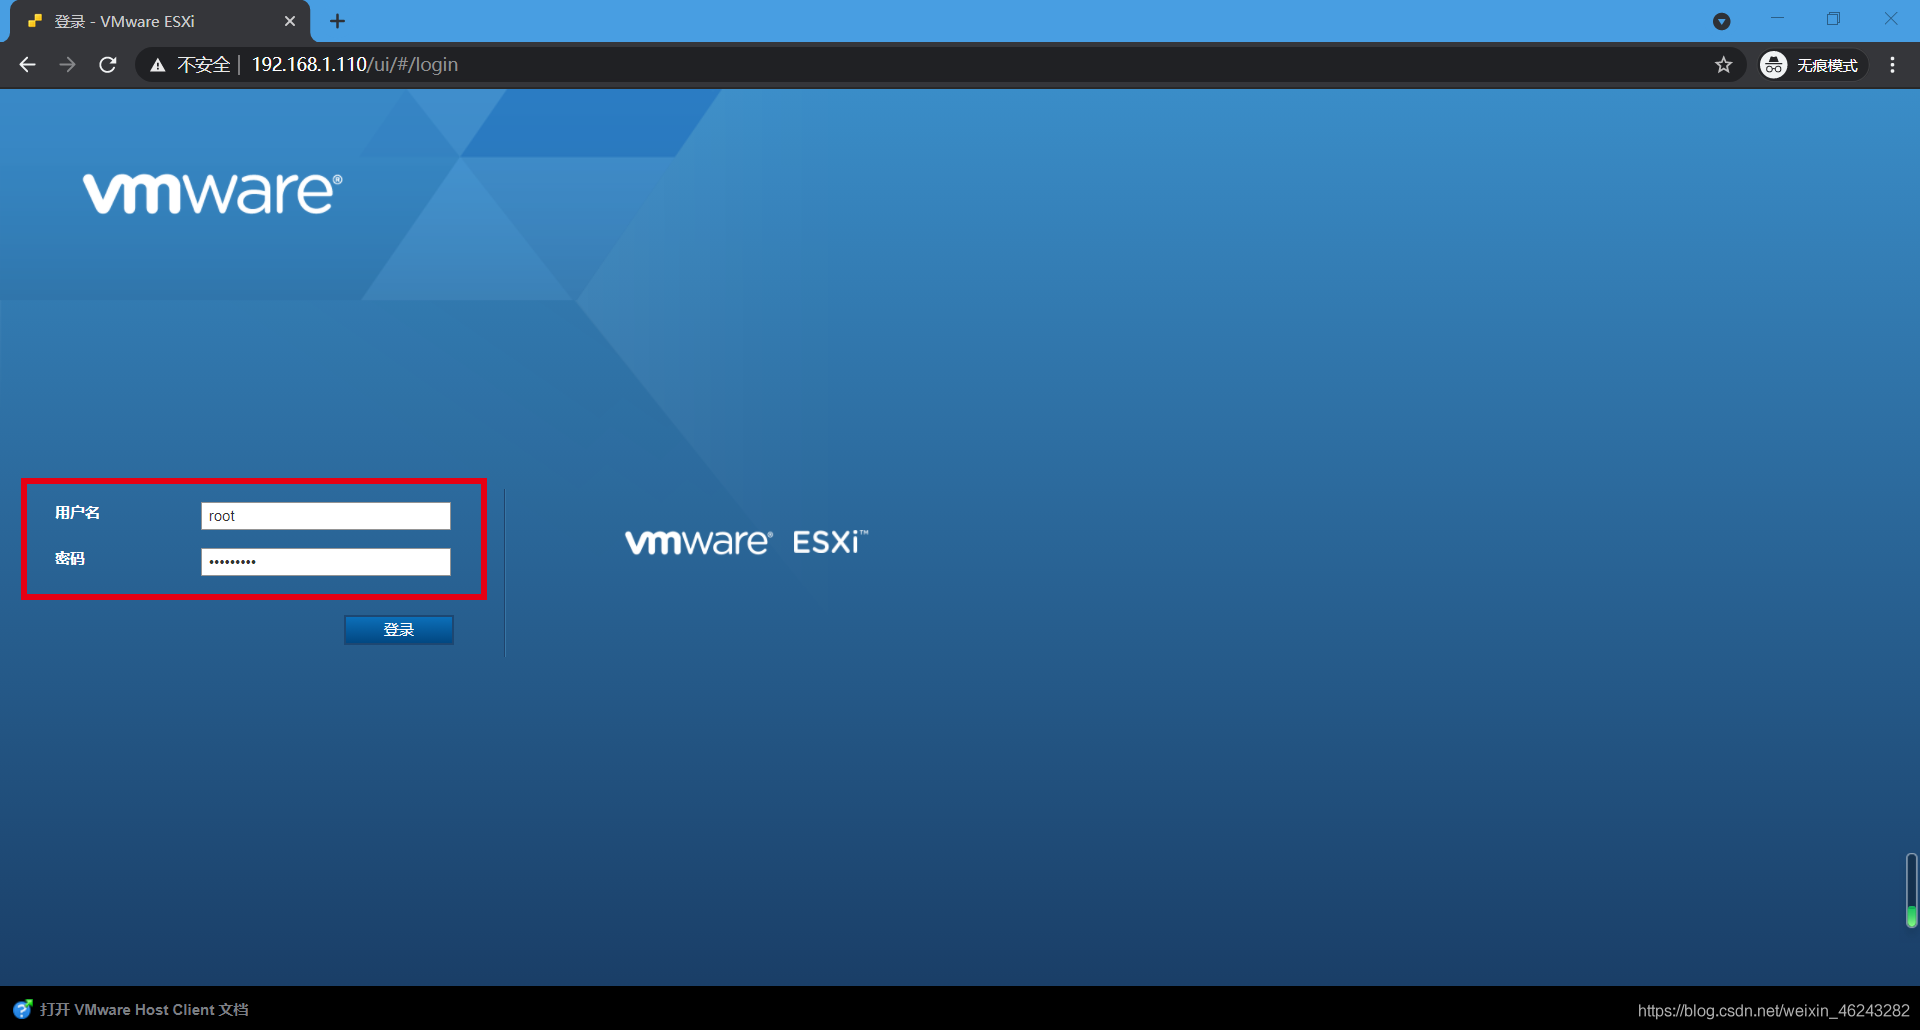 登录 - VMware ESXi
不安全 | 192.168.1.110/ui/#/login
无痕模式
vmware®
用户名 root
密码 •••••••••
登录
vmware® ESXi™
打开 VMware Host Client 文档
https://blog.csdn.net/weixin_46243282